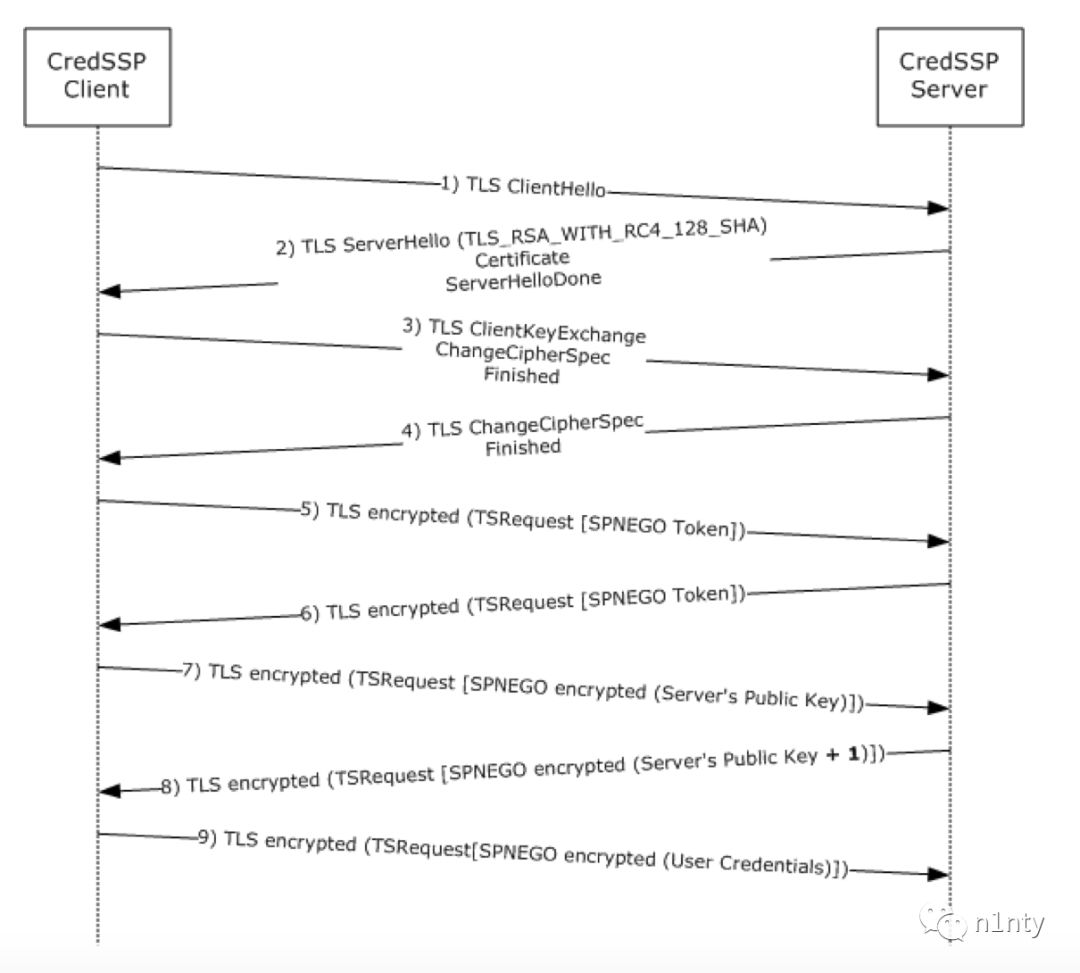 CredSSP
Client
CredSSP
Server
1) TLS ClientHello
2) TLS ServerHello (TLS_RSA_WITH_RC4_128_SHA)
Certificate
ServerHelloDone
3) TLS ClientKeyExchange
ChangeCipherSpec
Finished
4) TLS ChangeCipherSpec
Finished
5) TLS encrypted (TSRequest [SPNEGO Token])
6) TLS encrypted (TSRequest [SPNEGO Token])
7) TLS encrypted (TSRequest [SPNEGO encrypted (Server's Public Key)])
8) TLS encrypted (TSRequest [SPNEGO encrypted (Server's Public Key + 1)])
9) TLS encrypted (TSRequest[SPNEGO encrypted (User Credentials)])
n1nty